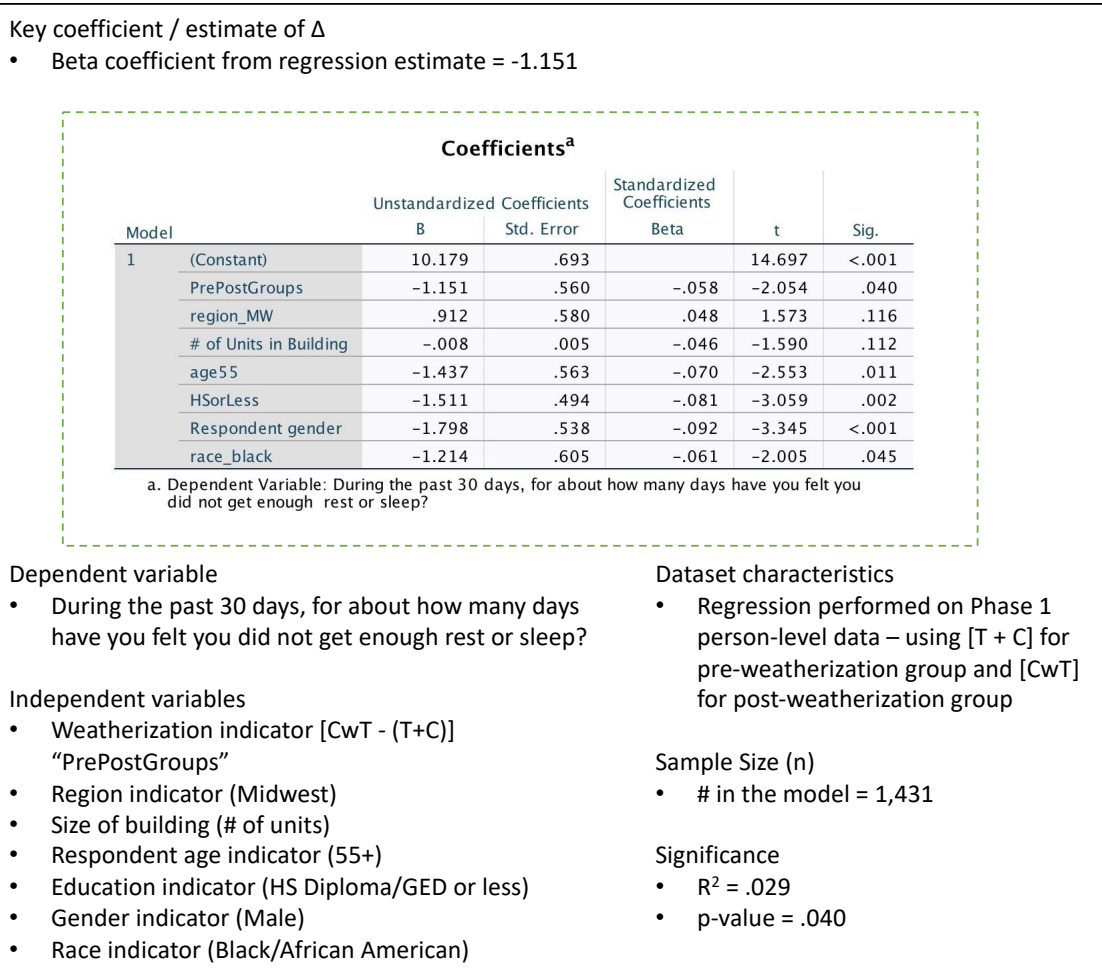 Key coefficient / estimate of Δ
• Beta coefficient from regression estimate = -1.151
Coefficientsᵃ
Unstandardized Coefficients Standardized Coefficients
Model B Std. Error Beta t Sig.
1 (Constant) 10.179 .693 14.697 <.001
PrePostGroups -1.151 .560 -.058 -2.054 .040
region_MW .912 .580 .048 1.573 .116
# of Units in Building -.008 .005 -.046 -1.590 .112
age55 -1.437 .563 -.070 -2.553 .011
HSorLess -1.511 .494 -.081 -3.059 .002
Respondent gender -1.798 .538 -.092 -3.345 <.001
race_black -1.214 .605 -.061 -2.005 .045
a. Dependent Variable: During the past 30 days, for about how many days have you felt you
did not get enough rest or sleep?
Dependent variable
• During the past 30 days, for about how many days
have you felt you did not get enough rest or sleep?
Independent variables
• Weatherization indicator [CwT - (T+C)]
“PrePostGroups”
• Region indicator (Midwest)
• Size of building (# of units)
• Respondent age indicator (55+)
• Education indicator (HS Diploma/GED or less)
• Gender indicator (Male)
• Race indicator (Black/African American)
Dataset characteristics
• Regression performed on Phase 1
person-level data – using [T + C] for
pre-weatherization group and [CwT]
for post-weatherization group
Sample Size (n)
• # in the model = 1,431
Significance
• R² = .029
• p-value = .040